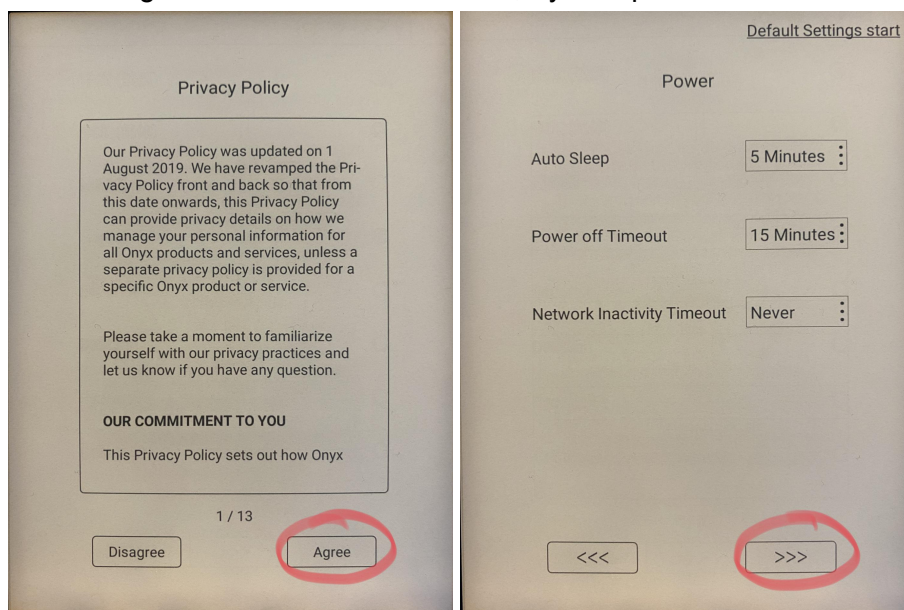 Privacy Policy
Our Privacy Policy was updated on 1
August 2019. We have revamped the Pri-
vacy Policy front and back so that from
this date onwards, this Privacy Policy
can provide privacy details on how we
manage your personal information for
all Onyx products and services, unless a
separate privacy policy is provided for a
specific Onyx product or service.
Please take a moment to familiarize
yourself with our privacy practices and
let us know if you have any question.
OUR COMMITMENT TO YOU
This Privacy Policy sets out how Onyx
1 / 13
Disagree
Agree
Default Settings start
Power
Auto Sleep
5 Minutes
Power off Timeout
15 Minutes
Network Inactivity Timeout
Never
<<<
>>>